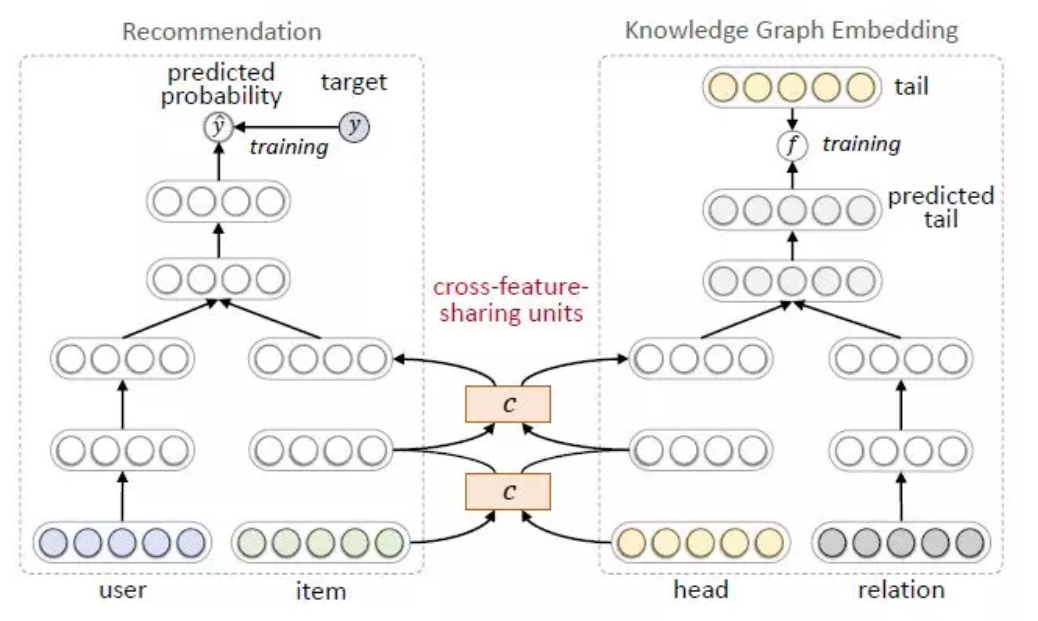 Recommendation
Knowledge Graph Embedding
predicted
probability
target
ŷ
y
training
tail
f
training
predicted
tail
cross-feature-
sharing units
c
c
user
item
head
relation